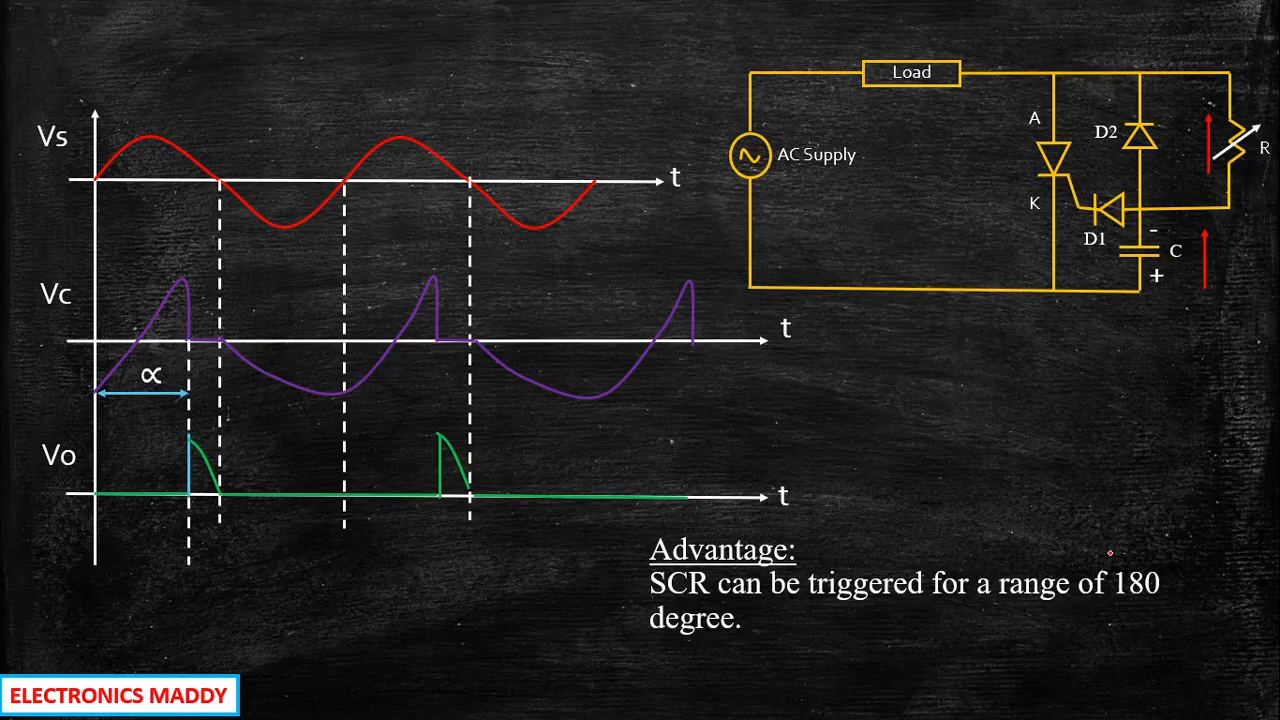 Vs
t
Vc
t
∝
Vo
t
Load
AC Supply
A
K
D2
D1
R
-
C
+
Advantage:
SCR can be triggered for a range of 180
degree.
ELECTRONICS MADDY